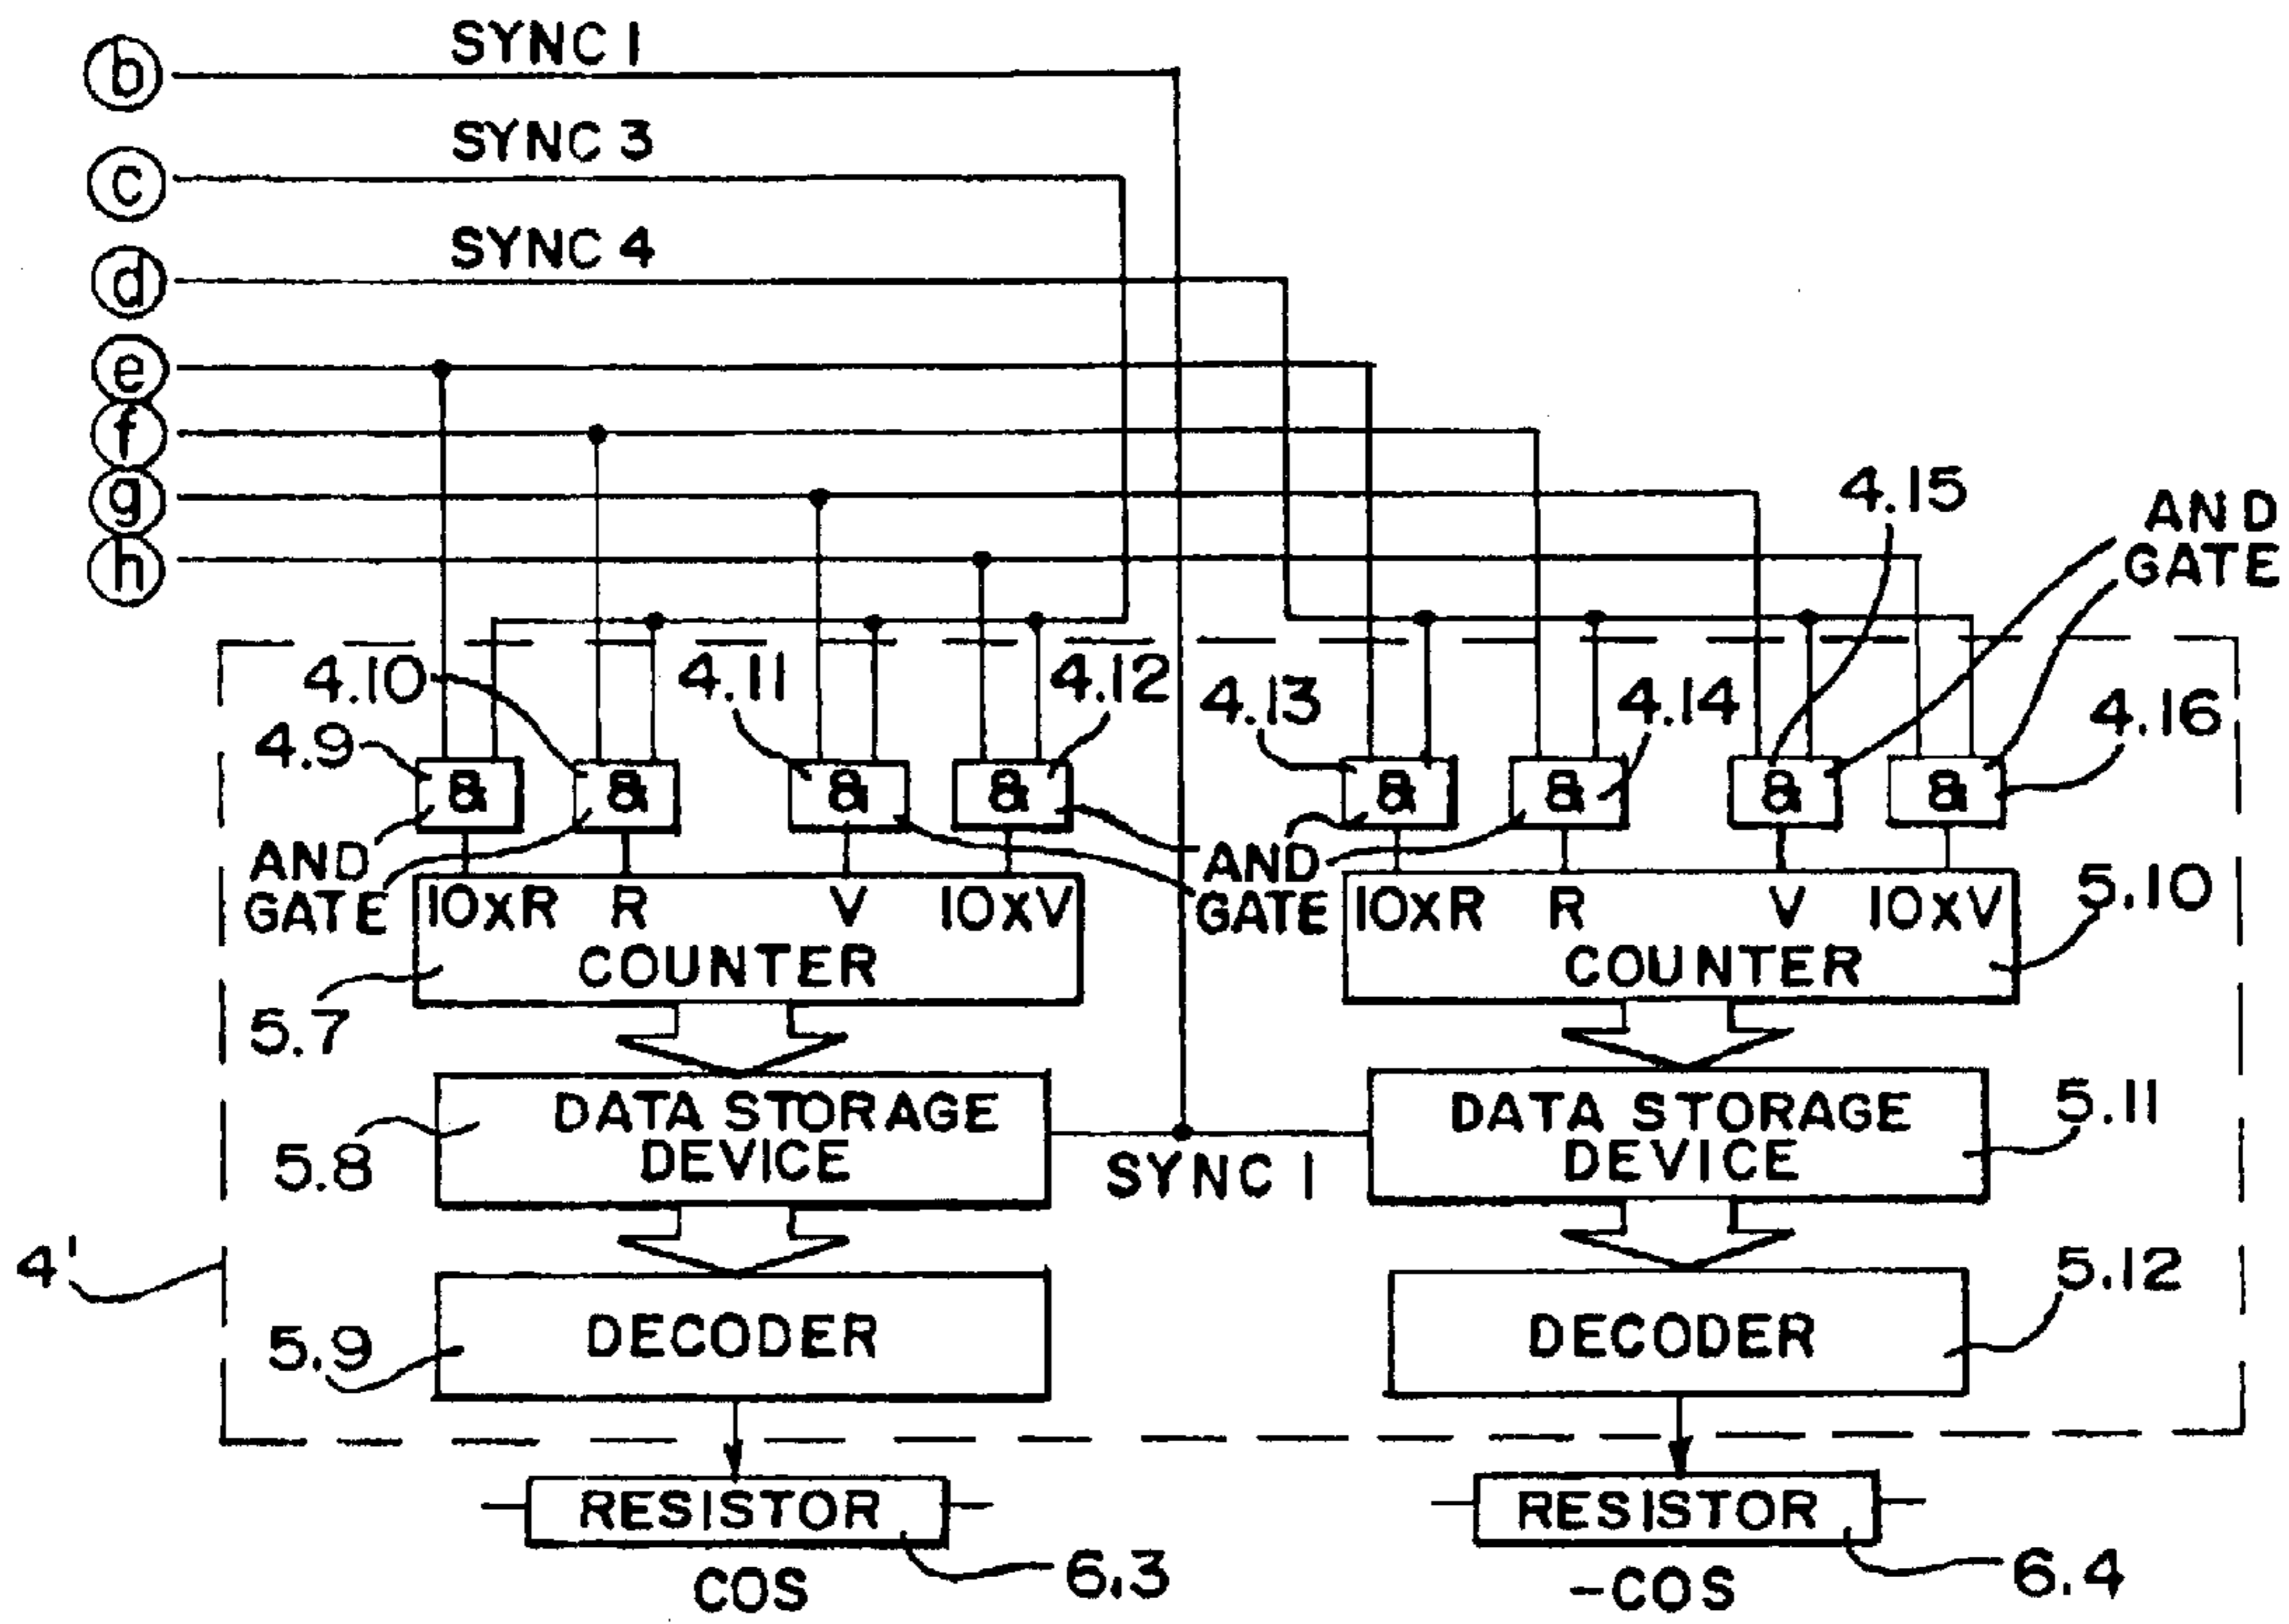 b SYNC 1
c SYNC 3
d SYNC 4
e
f
g
h
4.15
AND
GATE
4.10
4.11
4.12
4.13
4.14
4.9
4.16
& & & & & & & &
AND
GATE
AND
GATE
10xR R V 10xV
COUNTER
10xR R V 10xV
COUNTER
5.10
5.7
DATA STORAGE
DEVICE
SYNC 1
DATA STORAGE
DEVICE
5.11
5.8
4'
DECODER
DECODER
5.12
5.9
RESISTOR
RESISTOR
COS
6.3
-COS
6.4